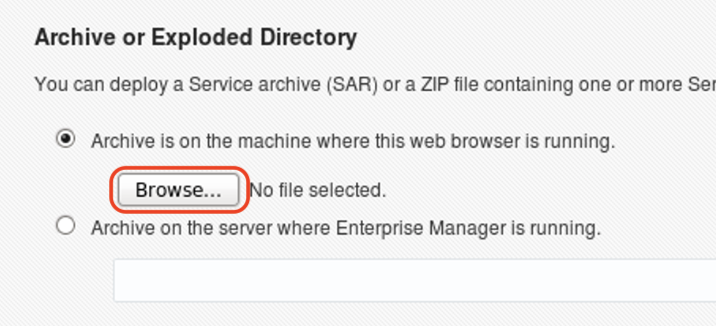 Archive or Exploded Directory
You can deploy a Service archive (SAR) or a ZIP file containing one or more
Archive is on the machine where this web browser is running.
Browse... No file selected.
Archive on the server where Enterprise Manager is running.